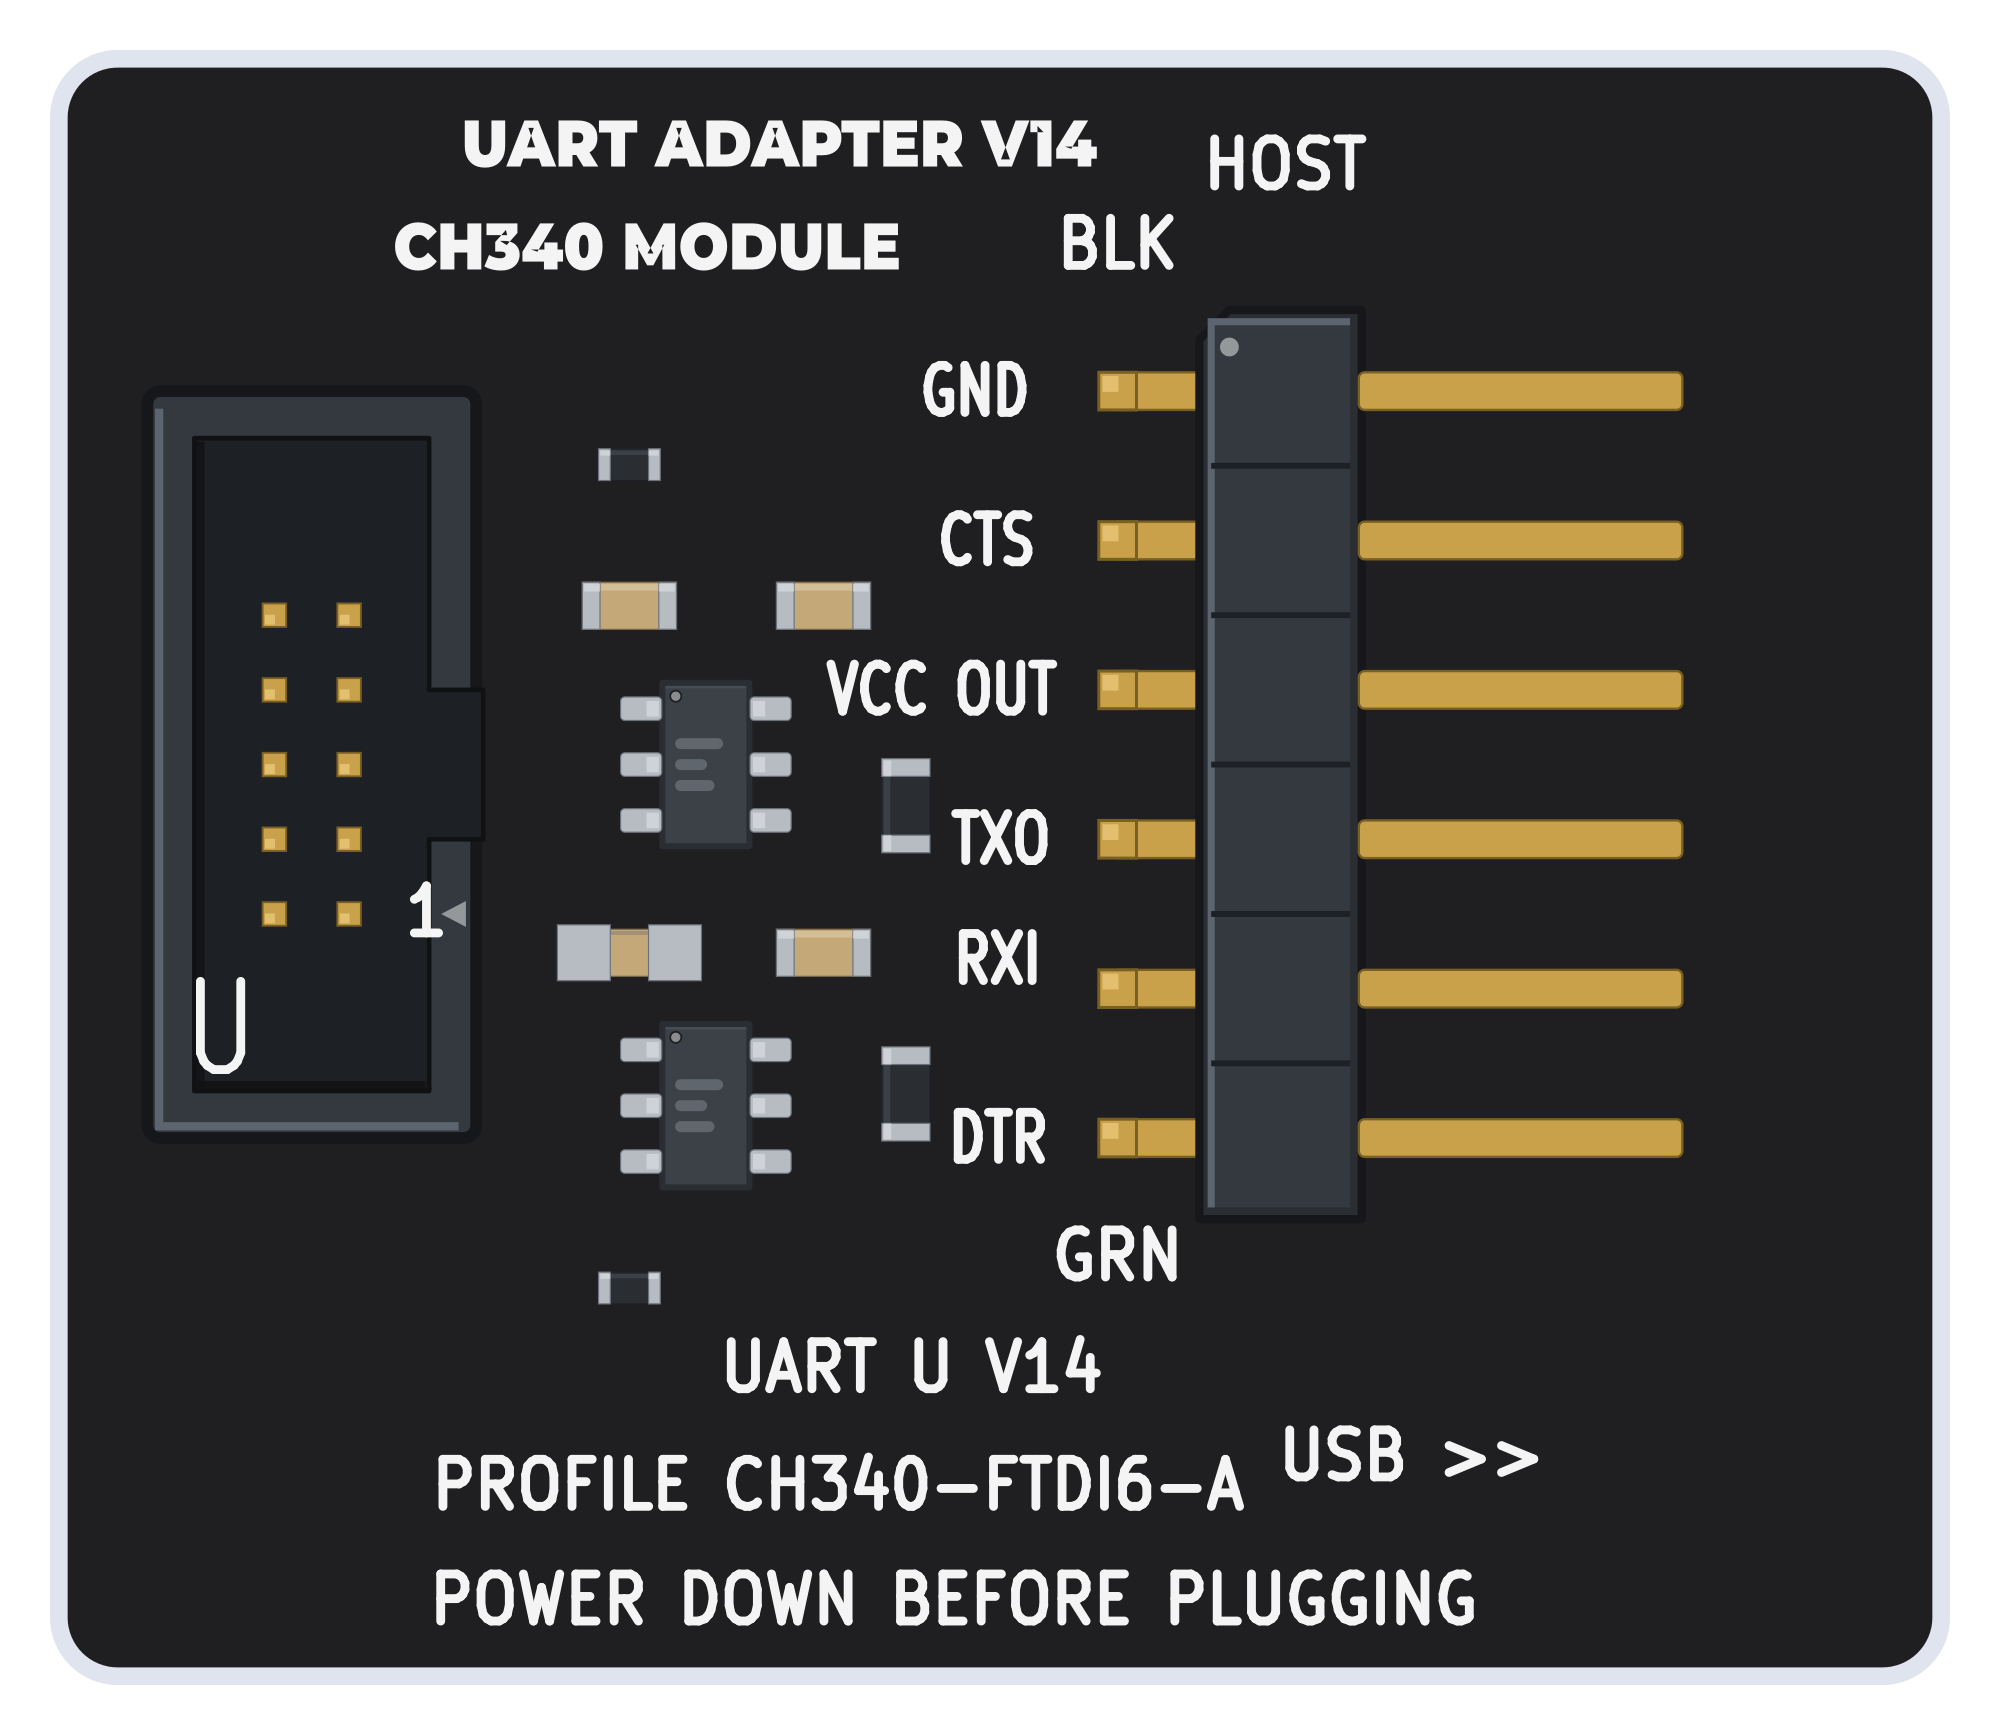 UART ADAPTER V14
HOST
CH340 MODULE
BLK
GND
CTS
VCC OUT
TXO
1
RXI
U
DTR
GRN
UART U V14
USB >>
PROFILE CH340-FTDI6-A
POWER DOWN BEFORE PLUGGING